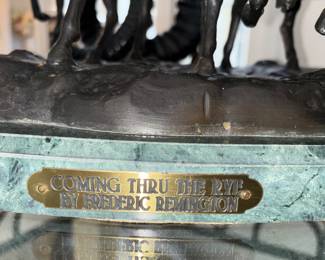 COMING THRU THE RYE
BY FREDERIC REMINGTON